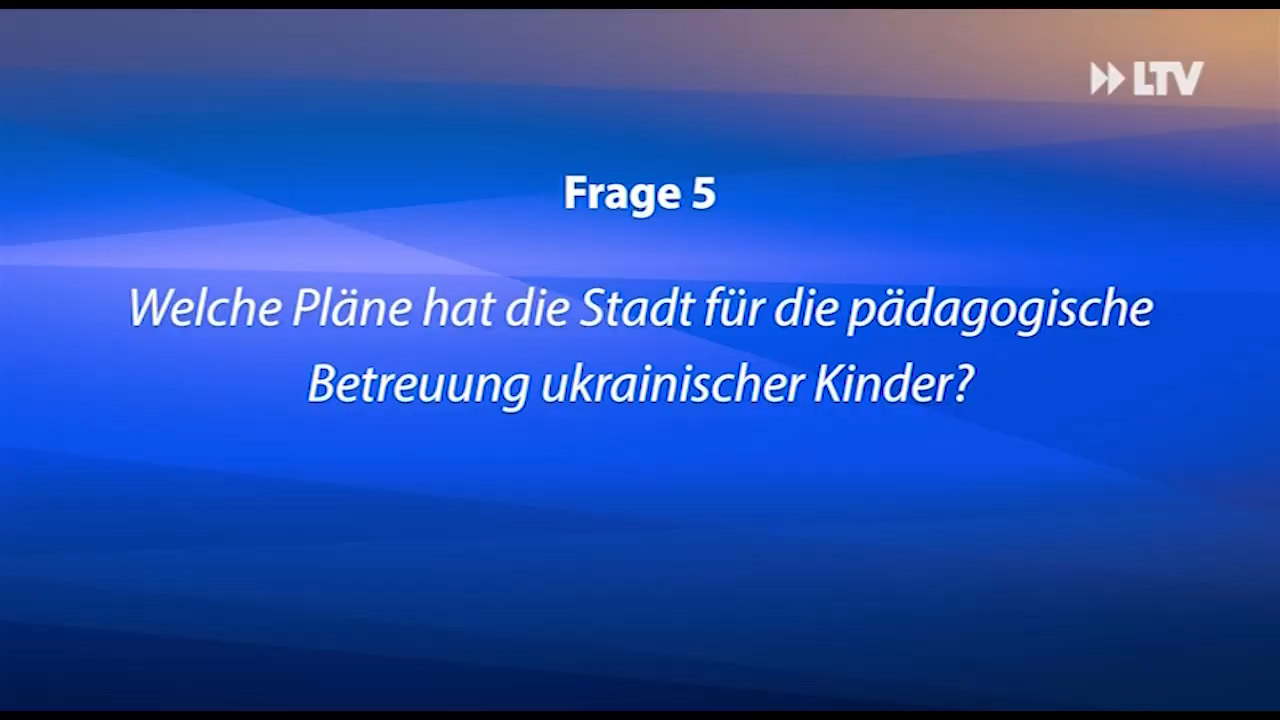 LTV
Frage 5
Welche Pläne hat die Stadt für die pädagogische
Betreuung ukrainischer Kinder?